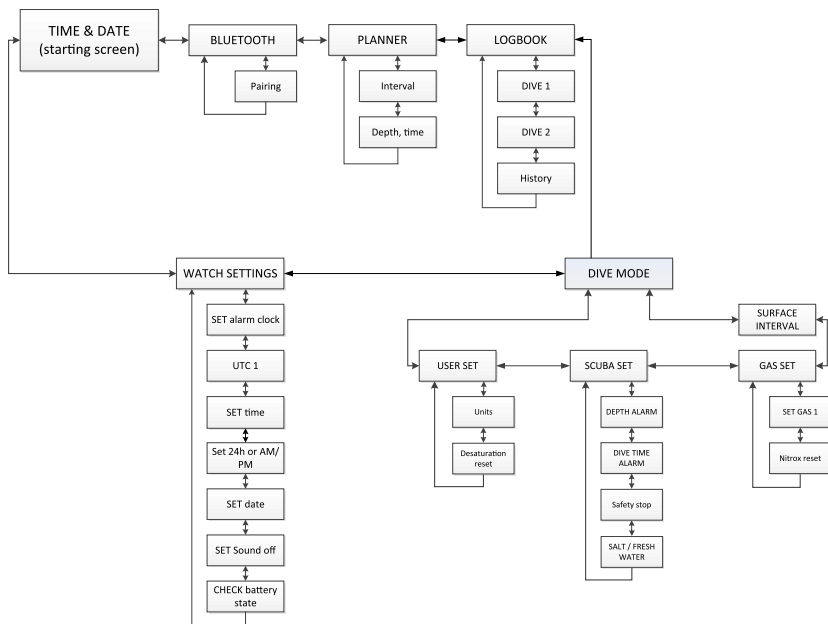 TIME & DATE
(starting screen)
BLUETOOTH
PLANNER
LOGBOOK
Pairing
Interval
DIVE 1
Depth, time
DIVE 2
History
WATCH SETTINGS
DIVE MODE
SET alarm clock
SURFACE
INTERVAL
UTC 1
USER SET
SCUBA SET
GAS SET
SET time
Units
DEPTH ALARM
SET GAS 1
Set 24h or AM/
PM
Desaturation
reset
DIVE TIME
ALARM
Nitrox reset
SET date
Safety stop
SET Sound off
SALT / FRESH
WATER
CHECK battery
state